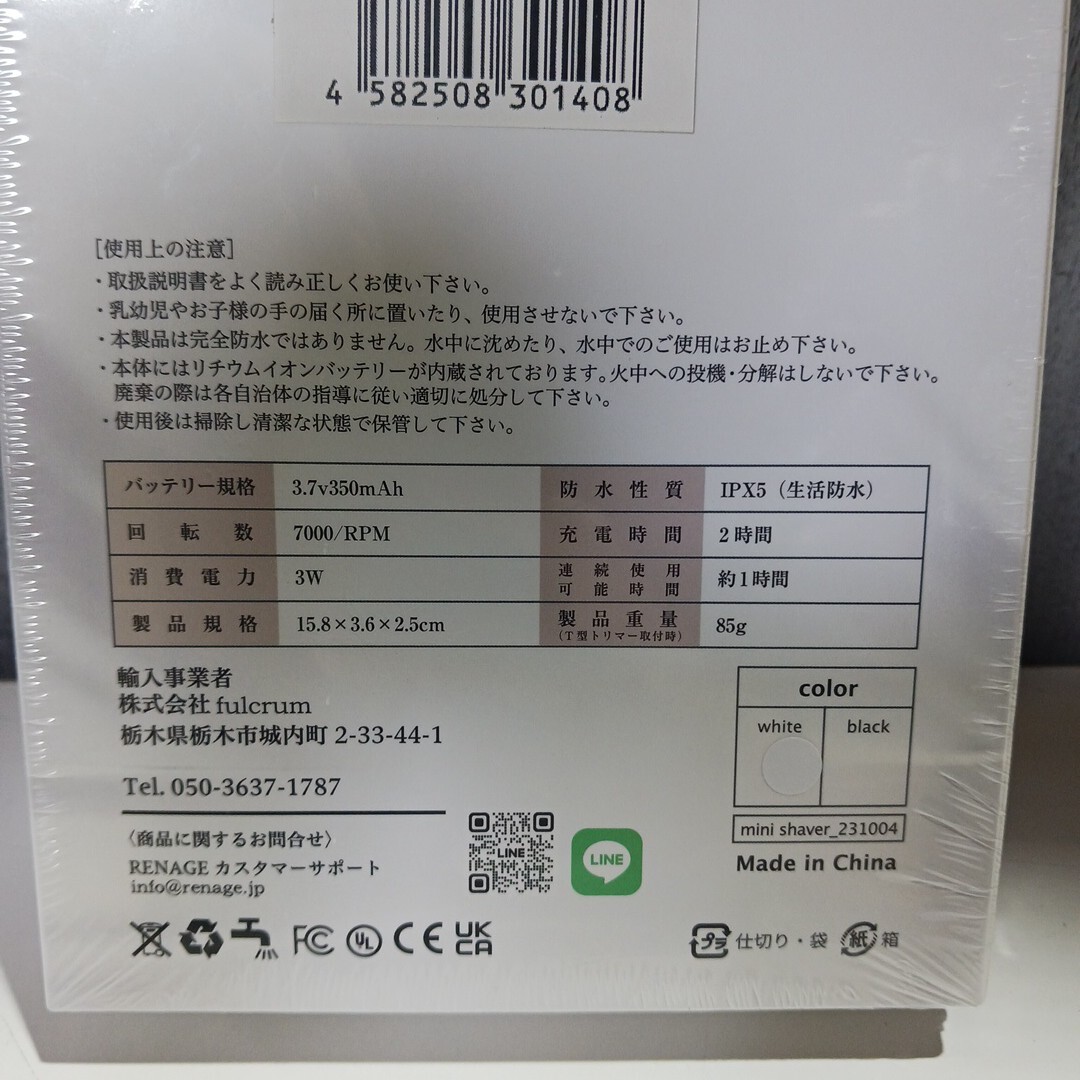 4 582508 301408
［使用上の注意］
・取扱説明書をよく読み正しくお使い下さい。
・乳幼児やお子様の手の届く所に置いたり、使用させないで下さい。
・本製品は完全防水ではありません。水中に沈めたり、水中でのご使用はお止め下さい。
・本体にはリチウムイオンバッテリーが内蔵されております。火中への投機・分解はしないで下さい。
廃棄の際は各自治体の指導に従い適切に処分して下さい。
・使用後は掃除し清潔な状態で保管して下さい。
バッテリー規格 3.7v350mAh 防水性質 IPX5（生活防水）
回転数 7000/RPM 充電時間 2時間
消費電力 3W 連続使用可能時間 約1時間
製品規格 15.8×3.6×2.5cm 製品重量（T型トリマー取付時） 85g
輸入事業者
株式会社fulcrum
栃木県栃木市城内町 2-33-44-1
Tel. 050-3637-1787
〈商品に関するお問合せ〉
RENAGE カスタマーサポート
info@renage.jp
LINE
LINE
color
white black
mini shaver_231004
Made in China
FC UL CE UK CA
プラ 仕切り・袋 紙 箱